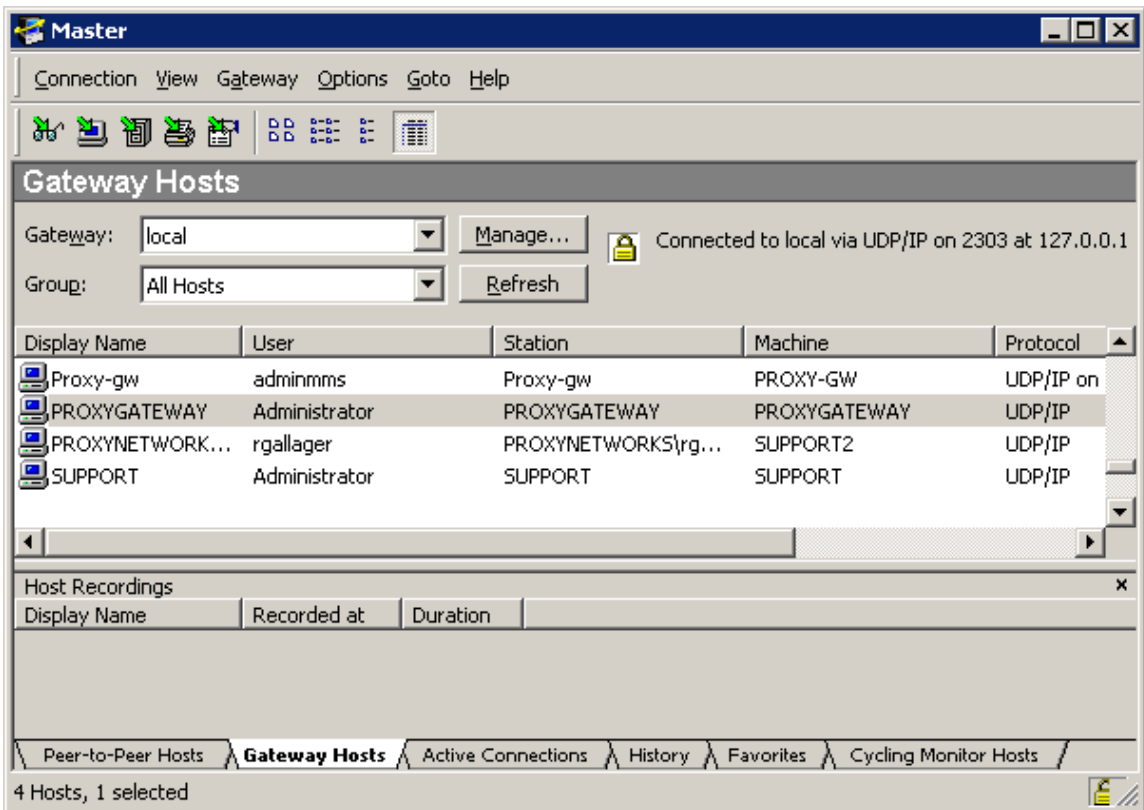 Master
Connection View Gateway Options Goto Help
Gateway Hosts
Gateway: local Manage... Connected to local via UDP/IP on 2303 at 127.0.0.1
Group: All Hosts Refresh
Display Name User Station Machine Protocol
Proxy-gw adminmms Proxy-gw PROXY-GW UDP/IP on
PROXYGATEWAY Administrator PROXYGATEWAY PROXYGATEWAY UDP/IP
PROXYNETWORK... rgallager PROXYNETWORKS\rg... SUPPORT2 UDP/IP
SUPPORT Administrator SUPPORT SUPPORT UDP/IP
Host Recordings
Display Name Recorded at Duration
Peer-to-Peer Hosts Gateway Hosts Active Connections History Favorites Cycling Monitor Hosts
4 Hosts, 1 selected